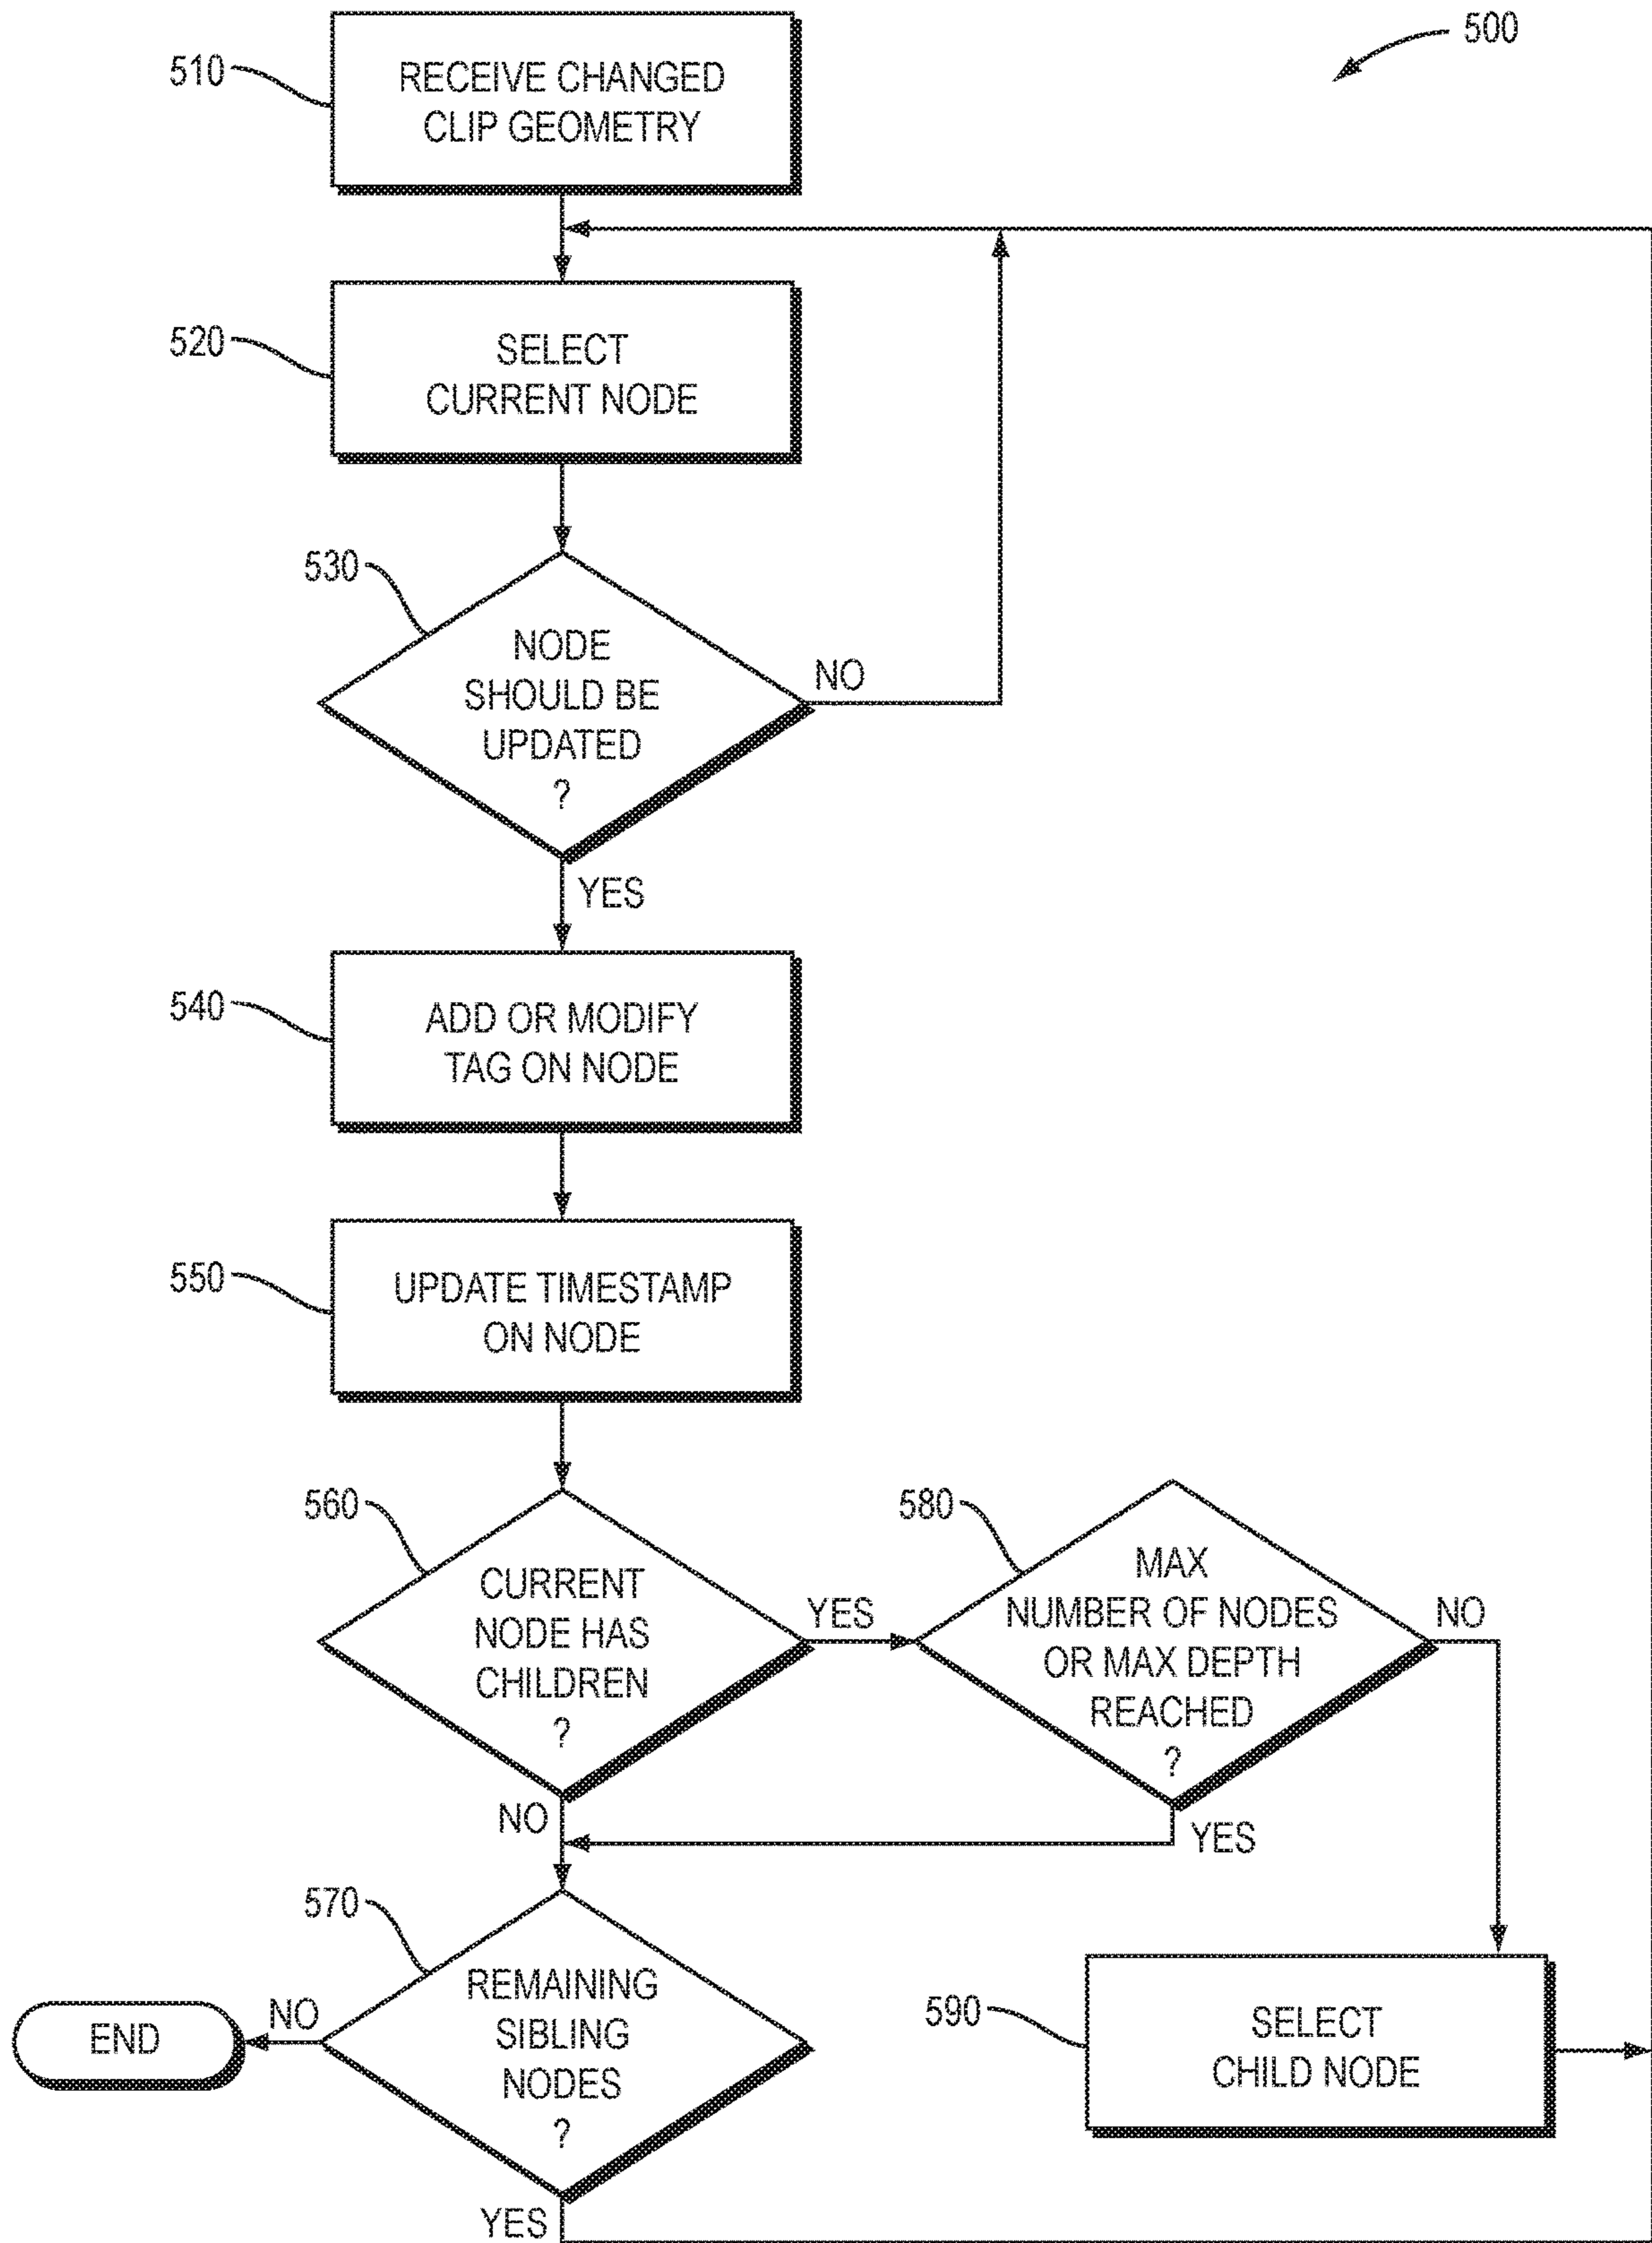 500
510
RECEIVE CHANGED
CLIP GEOMETRY
520
SELECT
CURRENT NODE
530
NODE
SHOULD BE
UPDATED
?
NO
YES
540
ADD OR MODIFY
TAG ON NODE
550
UPDATE TIMESTAMP
ON NODE
560
CURRENT
NODE HAS
CHILDREN
?
YES
NO
580
MAX
NUMBER OF NODES
OR MAX DEPTH
REACHED
?
NO
YES
570
REMAINING
SIBLING
NODES
?
NO
END
YES
590
SELECT
CHILD NODE